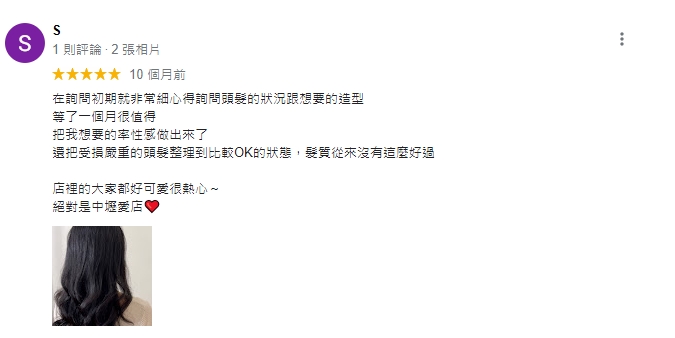 S
S
1 則評論 · 2 張相片
★★★★★ 10 個月前
在詢問初期就非常細心得詢問頭髮的狀況跟想要的造型
等了一個月很值得
把我想要的率性感做出來了
還把受損嚴重的頭髮整理到比較OK的狀態，髮質從來沒有這麼好過
店裡的大家都好可愛很熱心～
絕對是中壢愛店❤️